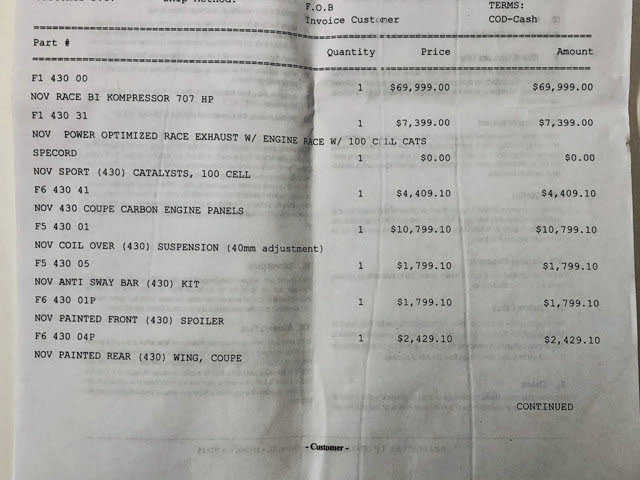 F.O.B
TERMS:
Invoice Customer
COD-Cash
Part #
Quantity Price Amount
F1 430 00
1 $69,999.00 $69,999.00
NOV RACE BI KOMPRESSOR 707 HP
F1 430 31
1 $7,399.00 $7,399.00
NOV POWER OPTIMIZED RACE EXHAUST W/ ENGINE RACE W/ 100 CELL CATS
SPECORD
1 $0.00 $0.00
NOV SPORT (430) CATALYSTS, 100 CELL
F6 430 41
1 $4,409.10 $4,409.10
NOV 430 COUPE CARBON ENGINE PANELS
F5 430 01
1 $10,799.10 $10,799.10
NOV COIL OVER (430) SUSPENSION (40mm adjustment)
F5 430 05
1 $1,799.10 $1,799.10
NOV ANTI SWAY BAR (430) KIT
F6 430 01P
1 $1,799.10 $1,799.10
NOV PAINTED FRONT (430) SPOILER
F6 430 04P
1 $2,429.10 $2,429.10
NOV PAINTED REAR (430) WING, COUPE
CONTINUED
- Customer -